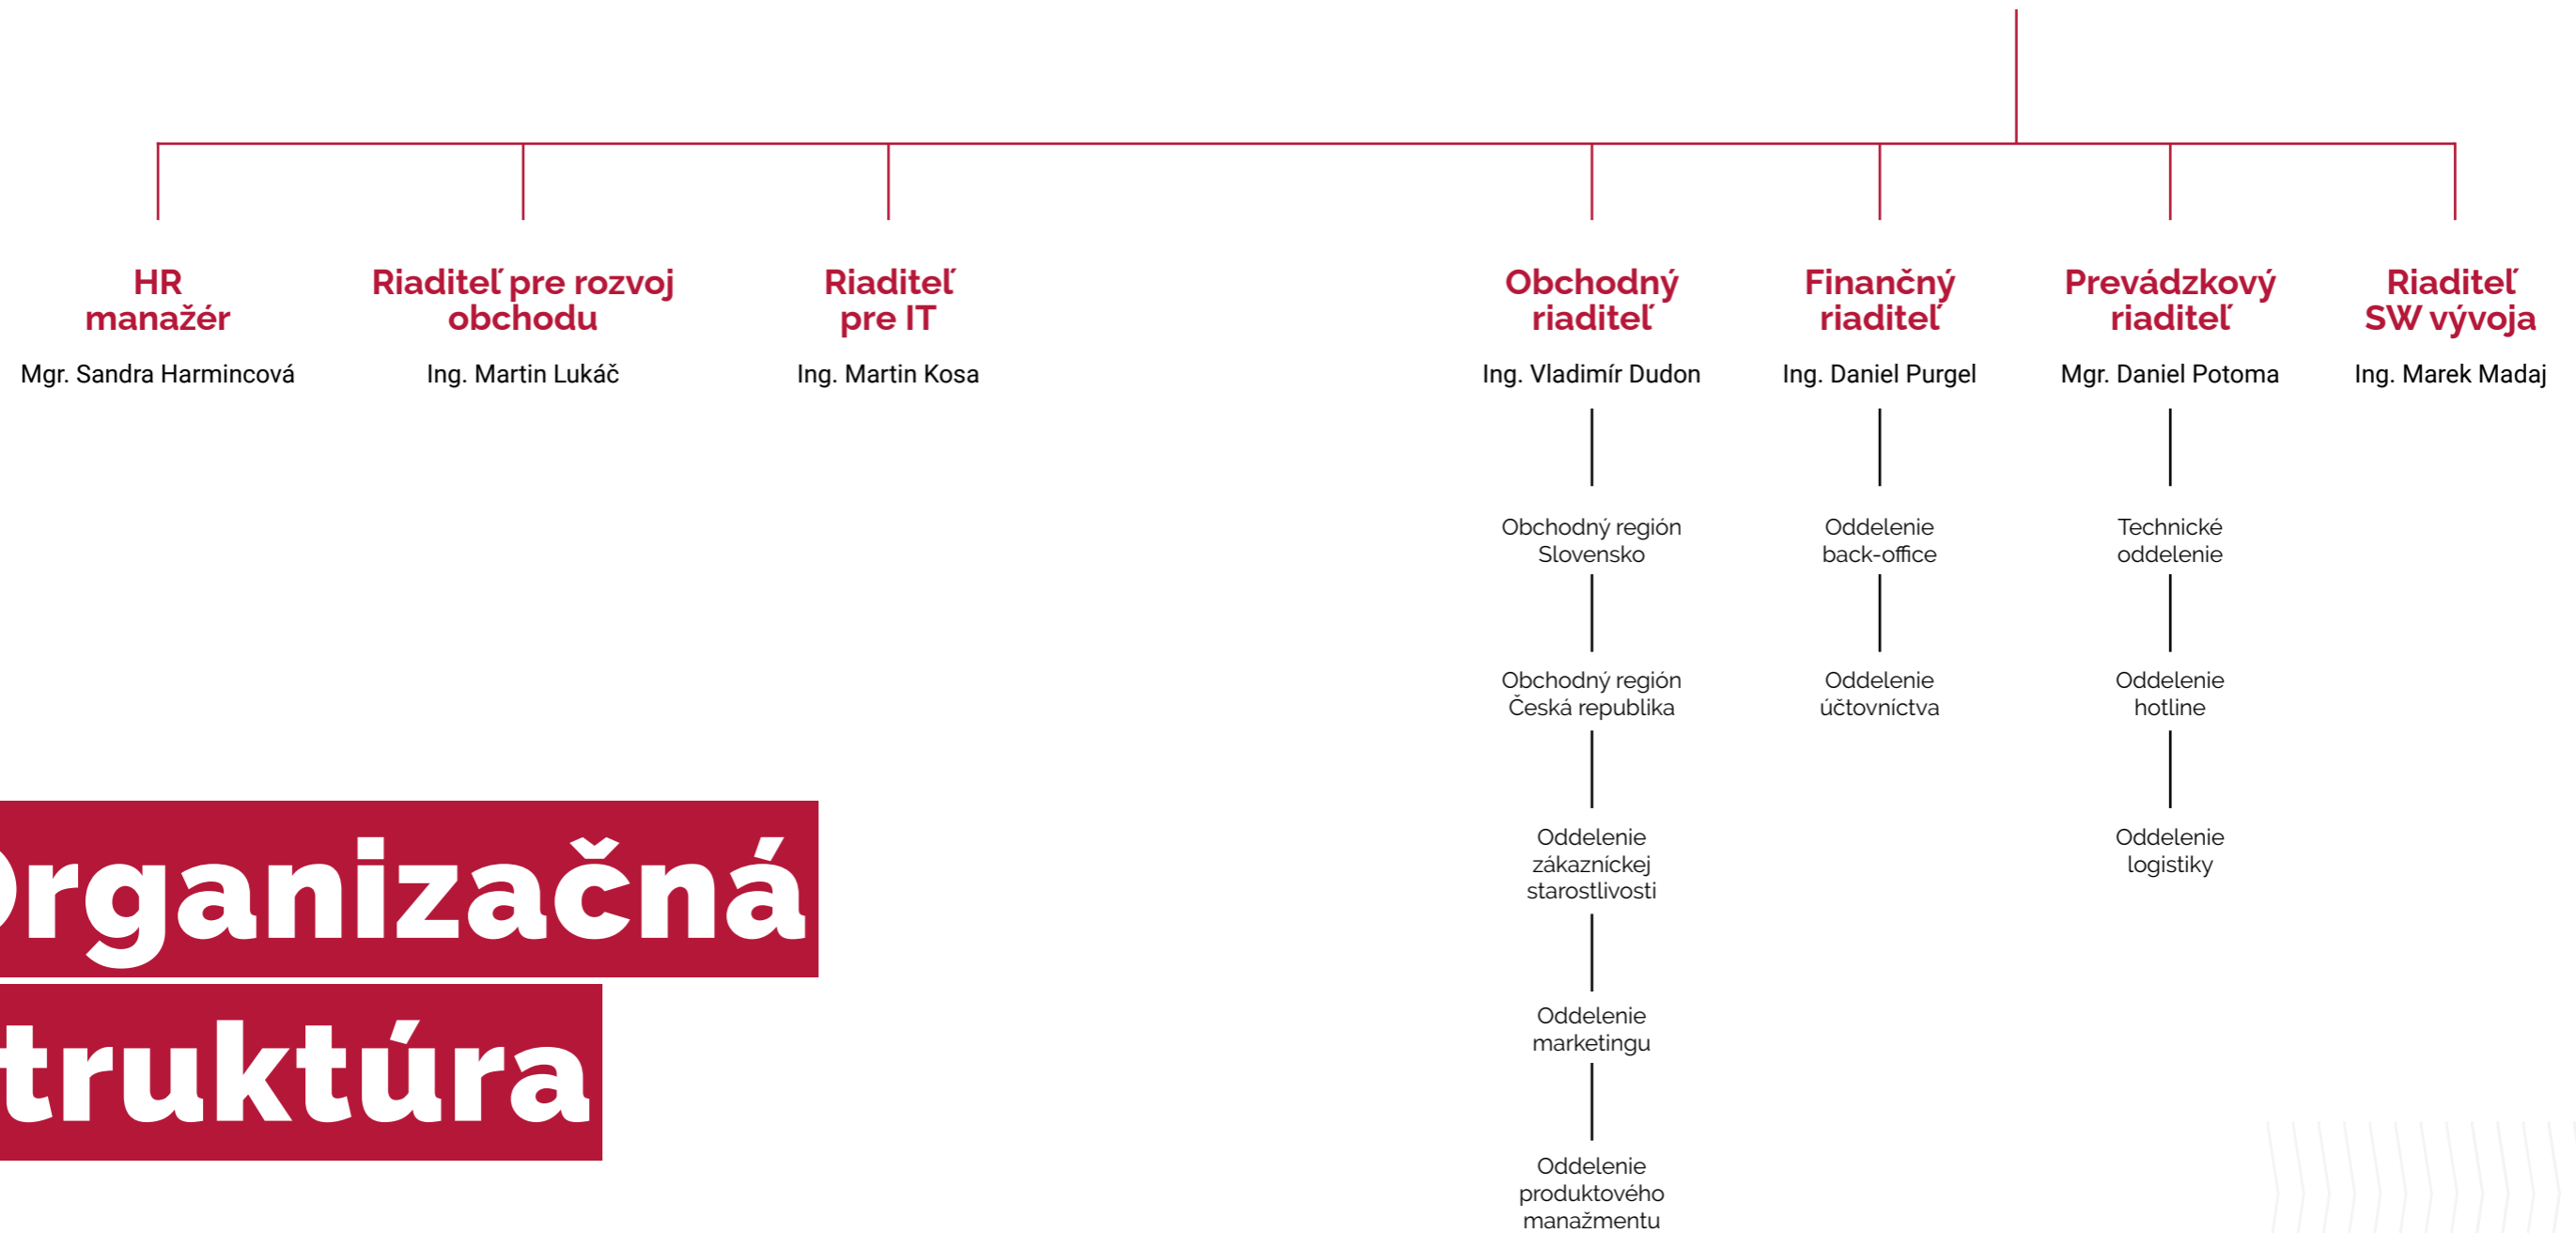 HR
manažér
Mgr. Sandra Harmincová
Riaditeľ pre rozvoj
obchodu
Ing. Martin Lukáč
Riaditeľ
pre IT
Ing. Martin Kosa
Obchodný
riaditeľ
Ing. Vladimír Dudon
Obchodný región
Slovensko
Obchodný región
Česká republika
Oddelenie
zákazníckej
starostlivosti
Oddelenie
marketingu
Oddelenie
produktového
manažmentu
Finančný
riaditeľ
Ing. Daniel Purgel
Oddelenie
back-office
Oddelenie
účtovníctva
Prevádzkový
riaditeľ
Mgr. Daniel Potoma
Technické
oddelenie
Oddelenie
hotline
Oddelenie
logistiky
Riaditeľ
SW vývoja
Ing. Marek Madaj
Organizačná
truktúra